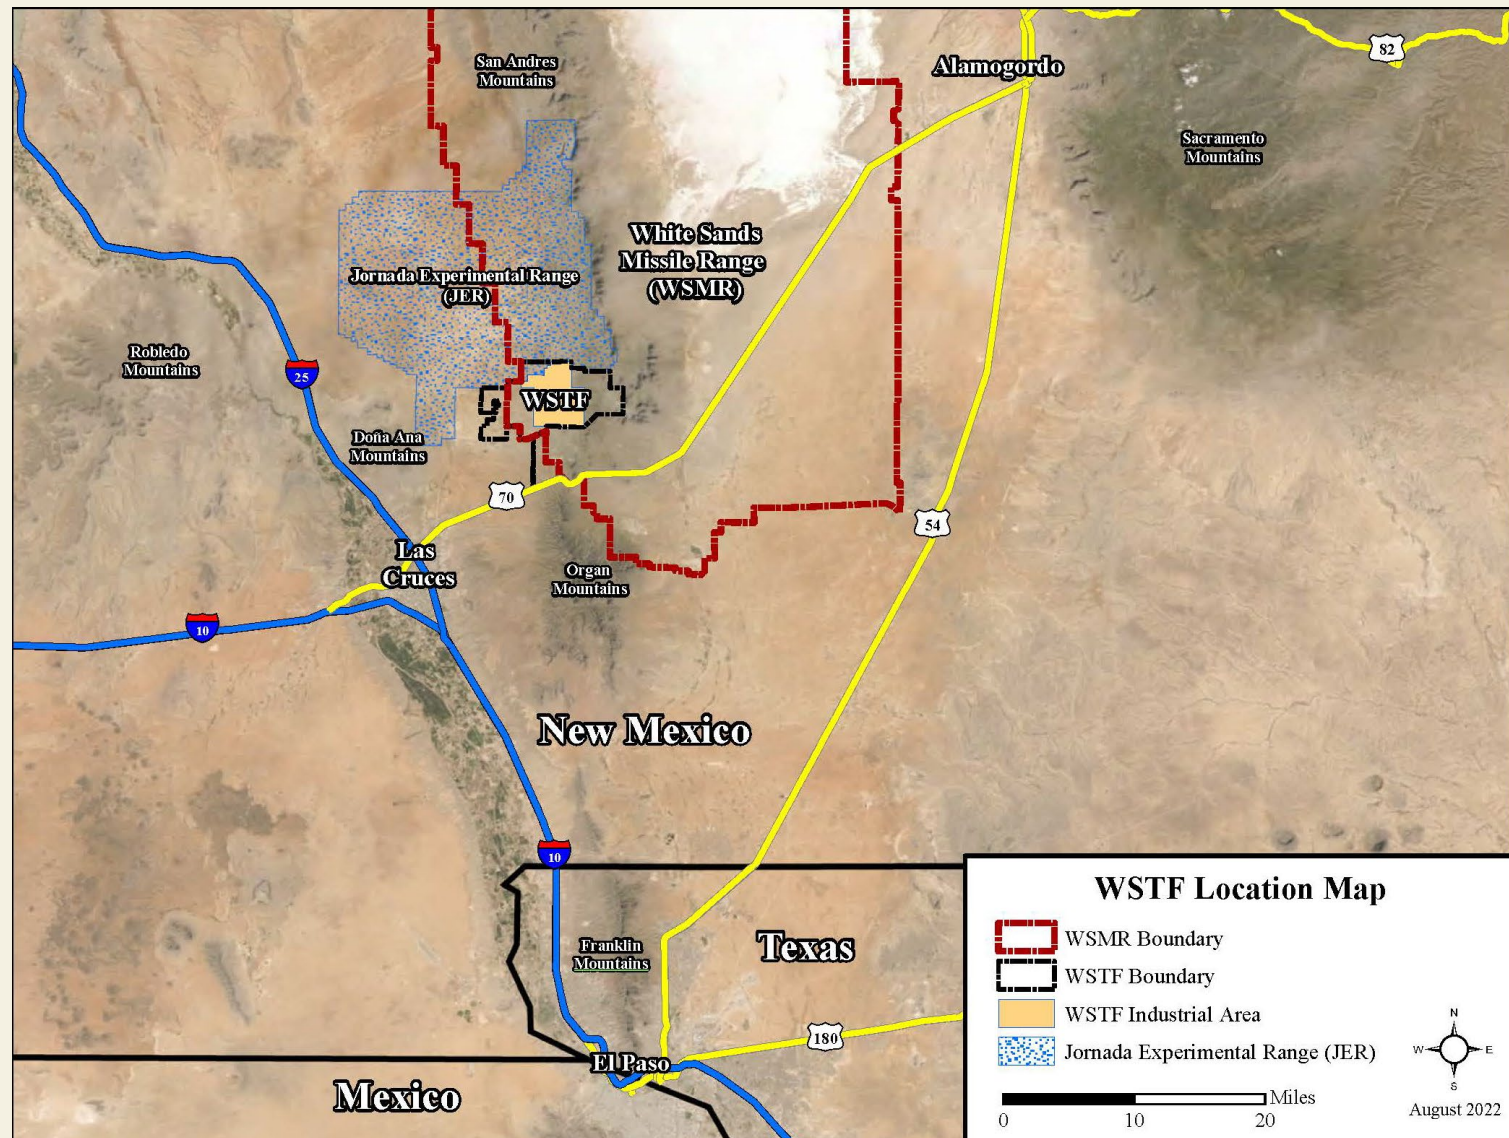 San Andres
Mountains
Alamogordo
82
Sacramento
Mountains
White Sands
Missile Range
(WSMR)
Jornada Experimental Range
(JER)
Robledo
Mountains
25
WSTF
Doña Ana
Mountains
70
54
Las
Cruces
Organ
Mountains
10
New Mexico
10
Franklin
Mountains
Texas
180
El Paso
Mexico
WSTF Location Map
WSMR Boundary
WSTF Boundary
WSTF Industrial Area
Jornada Experimental Range (JER)
Miles
0 10 20
N
W E
S
August 2022